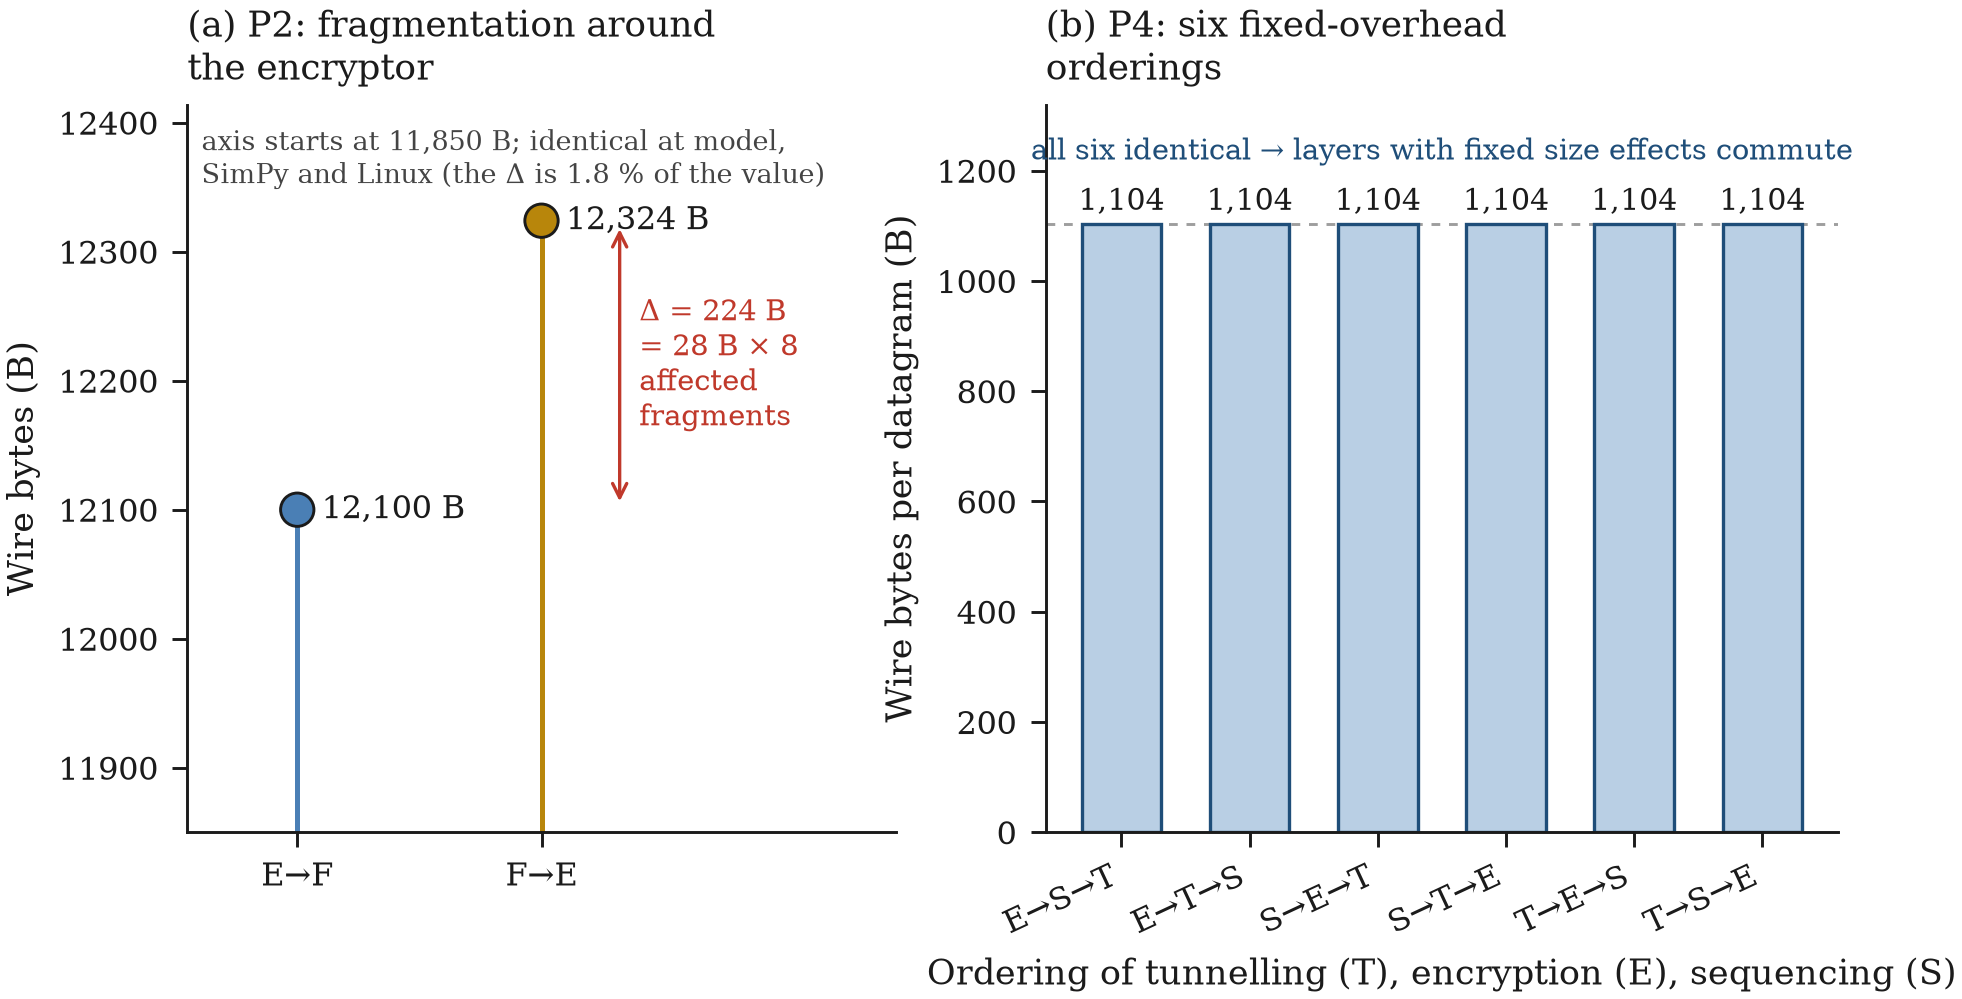 (a) P2: fragmentation around
the encryptor
Wire bytes (B)
12400
12300
12200
12100
12000
11900
axis starts at 11,850 B; identical at model,
SimPy and Linux (the Δ is 1.8 % of the value)
12,324 B
Δ = 224 B
= 28 B × 8
affected
fragments
12,100 B
E→F
F→E
(b) P4: six fixed-overhead
orderings
Wire bytes per datagram (B)
1200
1000
800
600
400
200
0
all six identical → layers with fixed size effects commute
1,104
1,104
1,104
1,104
1,104
1,104
E→S→T
E→T→S
S→E→T
S→T→E
T→E→S
T→S→E
Ordering of tunnelling (T), encryption (E), sequencing (S)